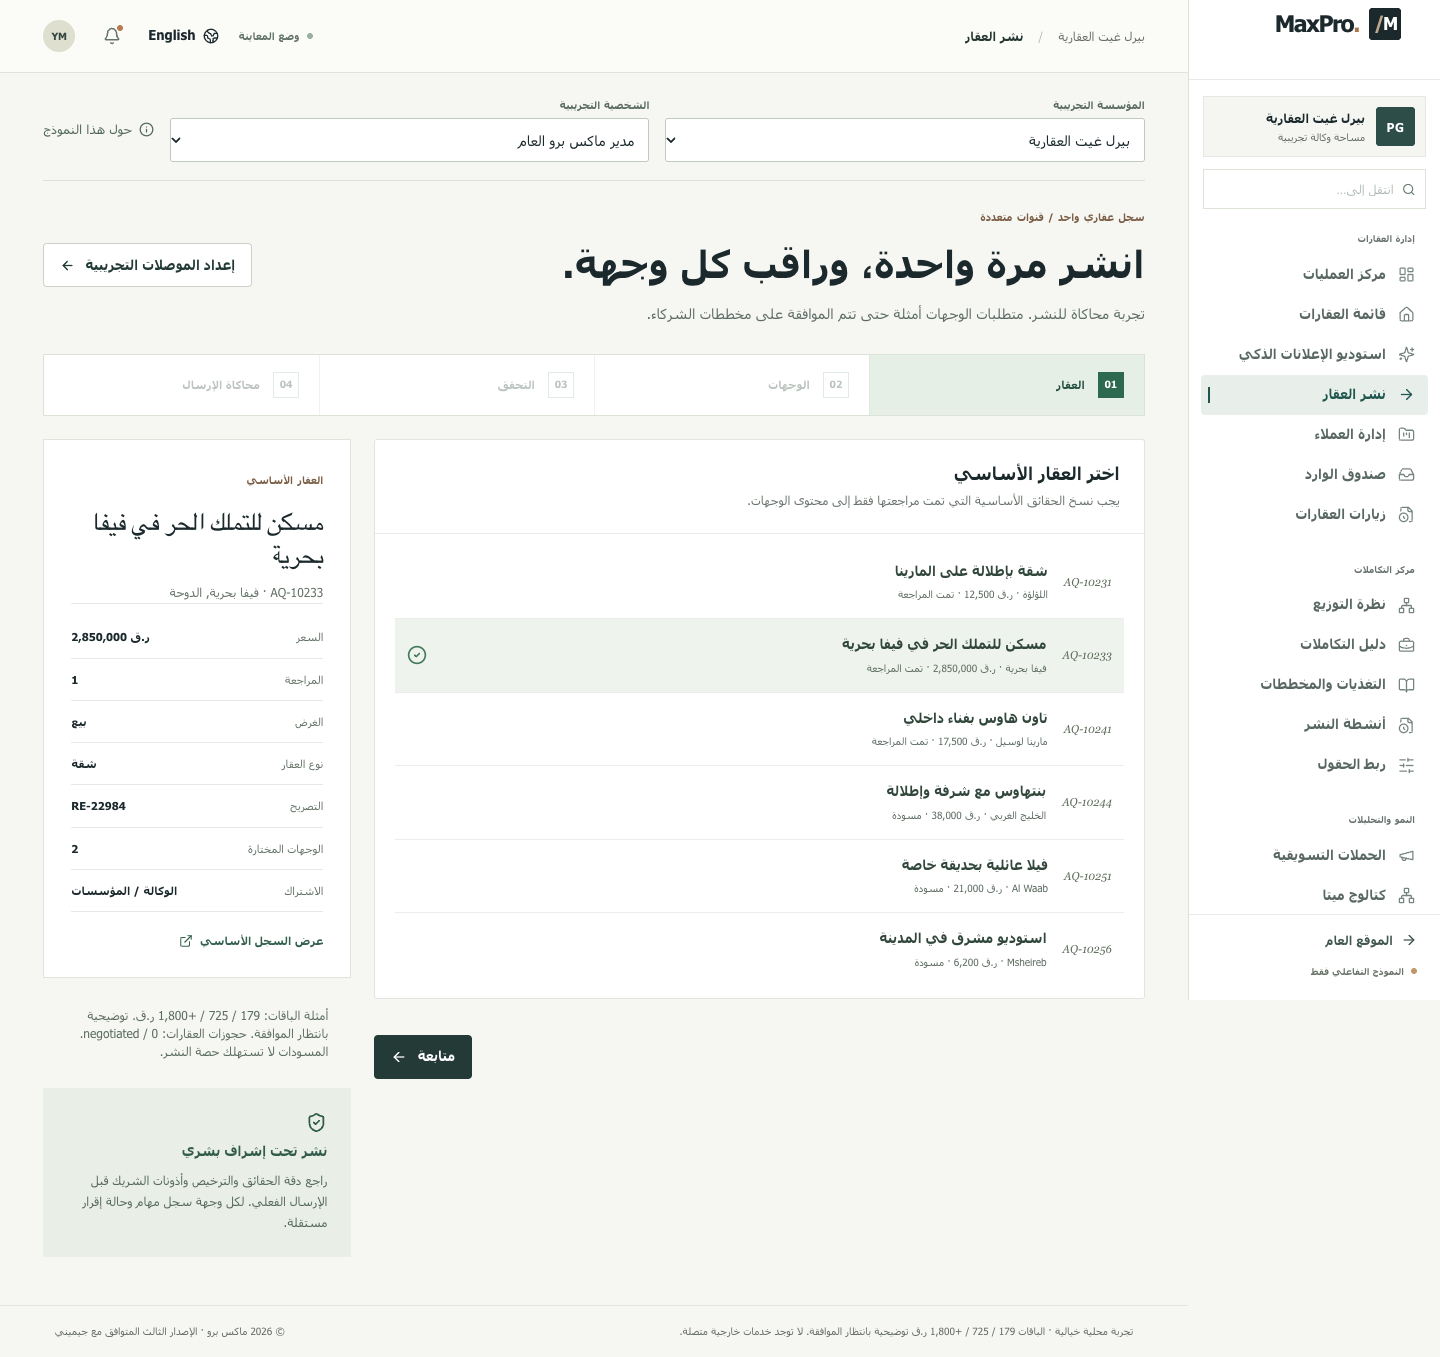 /M MaxPro.
PG بيرل غيت العقارية
مساحة وكالة تجريبية
انتقل إلى...
إدارة العقارات
مركز العمليات
قائمة العقارات
استوديو الإعلانات الذكي
نشر العقار
إدارة العملاء
صندوق الوارد
زيارات العقارات
مركز التكاملات
نظرة التوزيع
دليل التكاملات
التغذيات والمخططات
أنشطة النشر
ربط الحقول
النمو والتحليلات
الحملات التسويقية
كتالوج ميتا
الموقع العام
النموذج التفاعلي فقط
بيرل غيت العقارية / نشر العقار
وضع المعاينة
English
YM
المؤسسة التجريبية
بيرل غيت العقارية
الشخصية التجريبية
مدير ماكس برو العام
حول هذا النموذج
سجل عقاري واحد / قنوات متعددة
انشر مرة واحدة، وراقب كل وجهة.
تجربة محاكاة للنشر. متطلبات الوجهات أمثلة حتى تتم الموافقة على مخططات الشركاء.
إعداد الموصلات التجريبية
01 العقار
02 الوجهات
03 التحقق
04 محاكاة الإرسال
اختر العقار الأساسي
يجب نسخ الحقائق الأساسية التي تمت مراجعتها فقط إلى محتوى الوجهات.
AQ-10231 شقة بإطلالة على المارينا
اللؤلؤة · ر.ق 12,500 · تمت المراجعة
AQ-10233 مسكن للتملك الحر في فيفا بحرية
فيفا بحرية · ر.ق 2,850,000 · تمت المراجعة
AQ-10241 تاون هاوس بفناء داخلي
مارينا لوسيل · ر.ق 17,500 · تمت المراجعة
AQ-10244 بنتهاوس مع شرفة وإطلالة
الخليج الغربي · ر.ق 38,000 · مسودة
AQ-10251 فيلا عائلية بحديقة خاصة
Al Waab · ر.ق 21,000 · مسودة
AQ-10256 استوديو مشرق في المدينة
Msheireb · ر.ق 6,200 · مسودة
متابعة
العقار الأساسي
مسكن للتملك الحر في فيفا
بحرية
AQ-10233 · فيفا بحرية, الدوحة
السعر ر.ق 2,850,000
المراجعة 1
الغرض بيع
نوع العقار شقة
التصريح RE-22984
الوجهات المختارة 2
الاشتراك الوكالة / المؤسسات
عرض السجل الأساسي
أمثلة الباقات: 179 / 725 / +1,800 ر.ق. توضيحية
بانتظار الموافقة. حجوزات العقارات: 0 / negotiated.
المسودات لا تستهلك حصة النشر.
نشر تحت إشراف بشري
راجع دقة الحقائق والترخيص وأذونات الشريك قبل
الإرسال الفعلي. لكل وجهة سجل مهام وحالة إقرار
مستقلة.
تجربة محلية خيالية · الباقات 179 / 725 / +1,800 ر.ق توضيحية بانتظار الموافقة. لا توجد خدمات خارجية متصلة.
© 2026 ماكس برو · الإصدار الثالث المتوافق مع جيميني